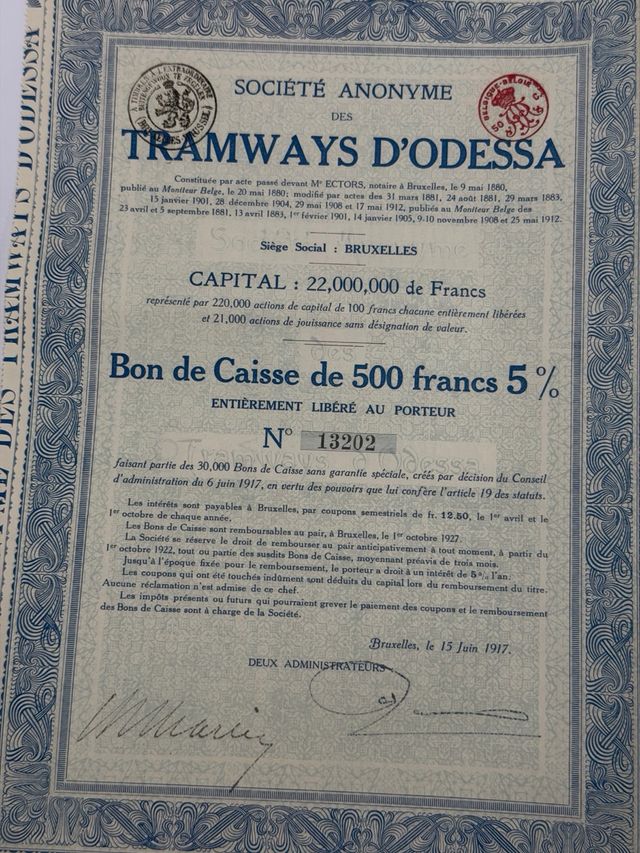 SOCIÉTÉ ANONYME
DES
TRAMWAYS D'ODESSA
Constituée par acte passé devant Me ECTORS, notaire à Bruxelles, le 9 mai 1880,
publié au Moniteur Belge, le 20 mai 1880; modifié par actes des 31 mars 1881, 24 août 1881, 29 mars 1883,
15 janvier 1901, 28 décembre 1904, 29 mai 1908 et 17 mai 1912, publiés au Moniteur Belge des
23 avril et 5 septembre 1881, 13 avril 1883, 1er février 1901, 14 janvier 1905, 9-10 novembre 1908 et 25 mai 1912.
Siège Social : BRUXELLES
CAPITAL : 22,000,000 de Francs
représenté par 220,000 actions de capital de 100 francs chacune entièrement libérées
et 21,000 actions de jouissance sans désignation de valeur.
Bon de Caisse de 500 francs 5 %
ENTIÈREMENT LIBÉRÉ AU PORTEUR
No 13202
faisant partie des 30,000 Bons de Caisse sans garantie spéciale, créés par décision du Conseil
d'administration du 6 juin 1917, en vertu des pouvoirs que lui confère l'article 19 des statuts.
Les intérêts sont payables à Bruxelles, par coupons semestriels de fr. 12.50, le 1er avril et le
1er octobre de chaque année,
Les Bons de Caisse sont remboursables au pair, à Bruxelles, le 1er octobre 1927.
La Société se réserve le droit de rembourser au pair anticipativement à tout moment, à partir du
1er octobre 1922, tout ou partie des susdits Bons de Caisse, moyennant préavis de trois mois.
Jusqu'à l'époque fixée pour le remboursement, le porteur a droit à un intérêt de 5 % l'an.
Les coupons qui ont été touchés indûment sont déduits du capital lors du remboursement du titre.
Aucune réclamation n'est admise de ce chef.
Les impôts présents ou futurs qui pourraient grever le paiement des coupons et le remboursement
des Bons de Caisse sont à charge de la Société.
Bruxelles, le 15 Juin 1917.
DEUX ADMINISTRATEURS
BELGIQUE-BELGIË
50 C
TRAMWAYS D'ODESSA